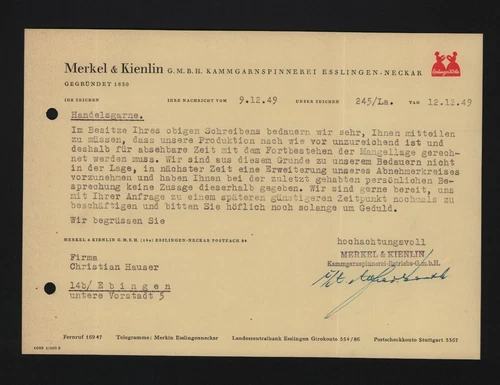 Merkel & Kienlin G.M.B.H. KAMMGARNSPINNEREI ESSLINGEN-NECKAR
GEGRÜNDET 1830
IHR ZEICHEN IHRE NACHRICHT VOM 9.12.49 UNSER ZEICHEN 245/La. TAG 12.12.49
Handelsgarne.
Im Besitze Ihres obigen Schreibens bedauern wir sehr, Ihnen mitteilen
zu müssen, dass unsere Produktion nach wie vor unzureichend ist und
deshalb für absehbare Zeit mit dem Fortbestehen der Mangellage gerech-
net werden muss. Wir sind aus diesem Grunde zu unserem Bedauern nicht
in der Lage, in nächster Zeit eine Erweiterung unseres Abnehmerkreises
vorzunehmen und haben Ihnen bei der zuletzt gehabten persönlichen Be-
sprechung keine Zusage dieserhalb gegeben. Wir sind gerne bereit, uns
mit Ihrer Anfrage zu einem späteren günstigeren Zeitpunkt nochmals zu
beschäftigen und bitten Sie höflich noch solange um Geduld.
Wir begrüssen Sie
hochachtungsvoll
MERKEL & KIENLIN G.M.B.H. (14a) ESSLINGEN-NECKAR POSTFACH
MERKEL & KIENLIN
Kammgarnspinnerei-Betriebs-G.m.b.H.
Firma
Christian Hauser
14b/ Ebingen
untere Vorstadt 5
Fernruf 16947 Telegramme: Merkin Esslingenneckar Landeszentralbank Esslingen Girokonto 354/86 Postscheckkonto Stuttgart 5367